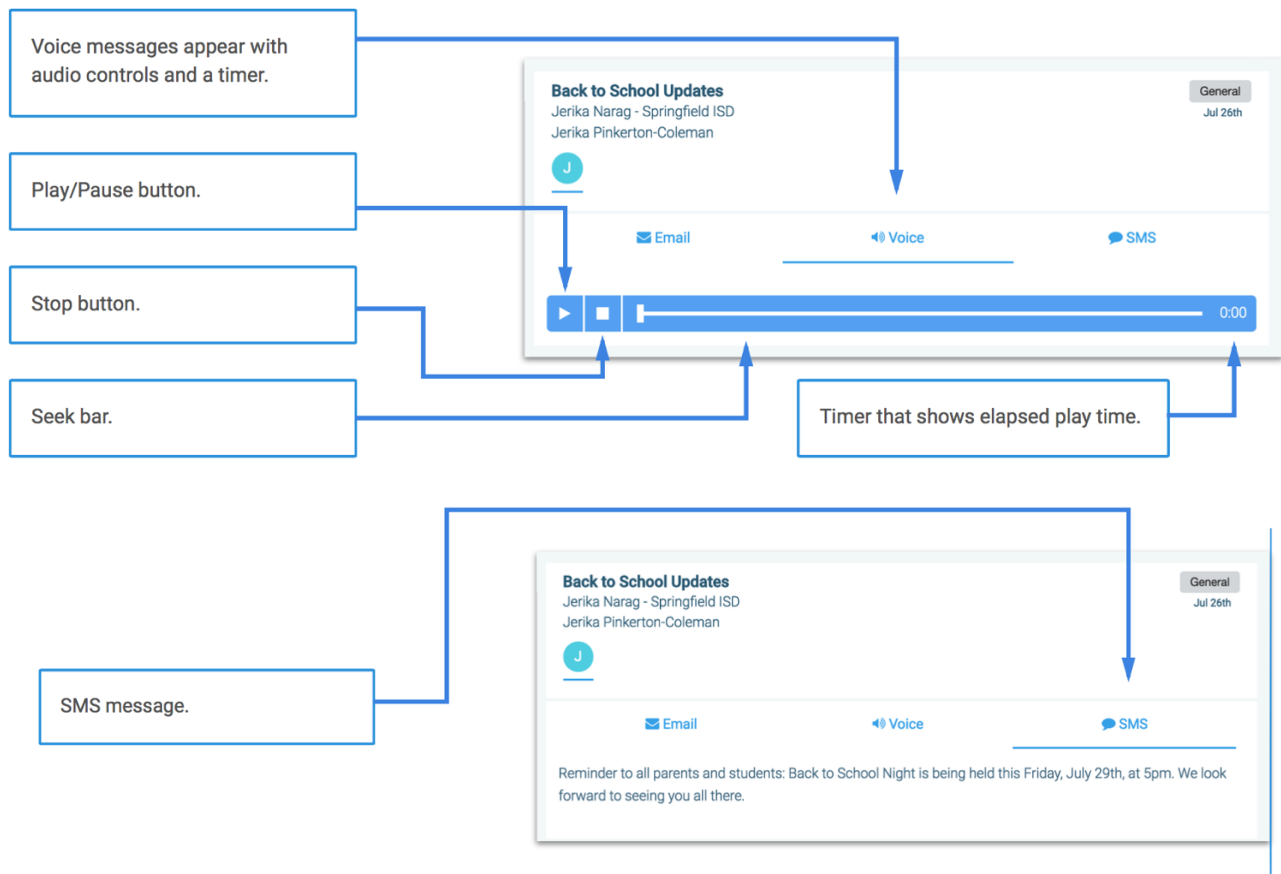 Voice messages appear with
audio controls and a timer.
Back to School Updates
General
Jerika Narag - Springfield ISD
Jul 26th
Jerika Pinkerton-Coleman
J
Play/Pause button.
Email
Voice
SMS
Stop button.
0:00
Seek bar.
Timer that shows elapsed play time.
Back to School Updates
General
Jerika Narag - Springfield ISD
Jul 26th
Jerika Pinkerton-Coleman
J
SMS message.
Email
Voice
SMS
Reminder to all parents and students: Back to School Night is being held this Friday, July 29th, at 5pm. We look
forward to seeing you all there.